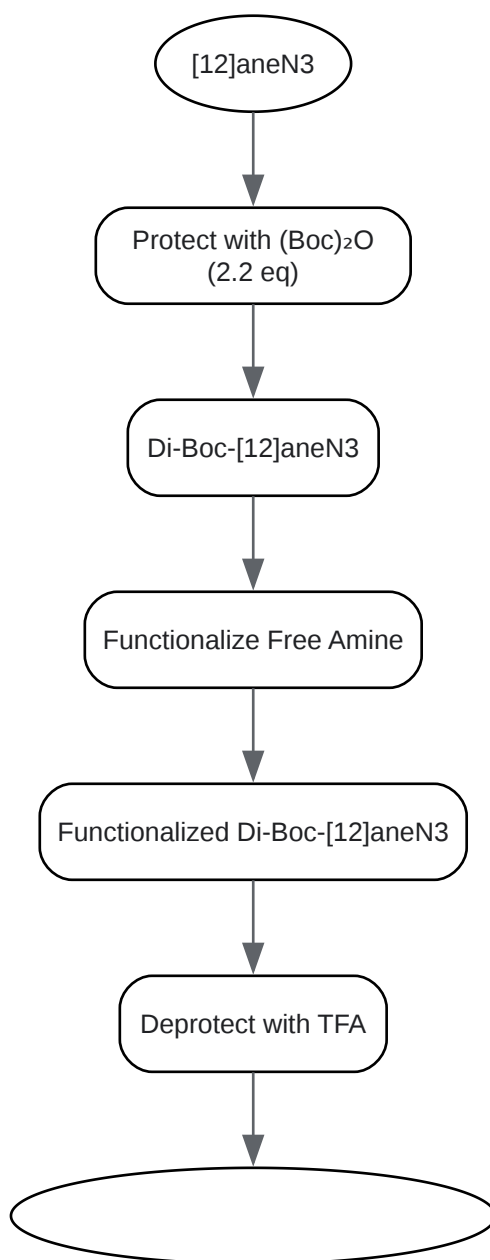 [12]aneN3
Protect with (Boc)₂O
(2.2 eq)
Di-Boc-[12]aneN3
Functionalize Free Amine
Functionalized Di-Boc-[12]aneN3
Deprotect with TFA